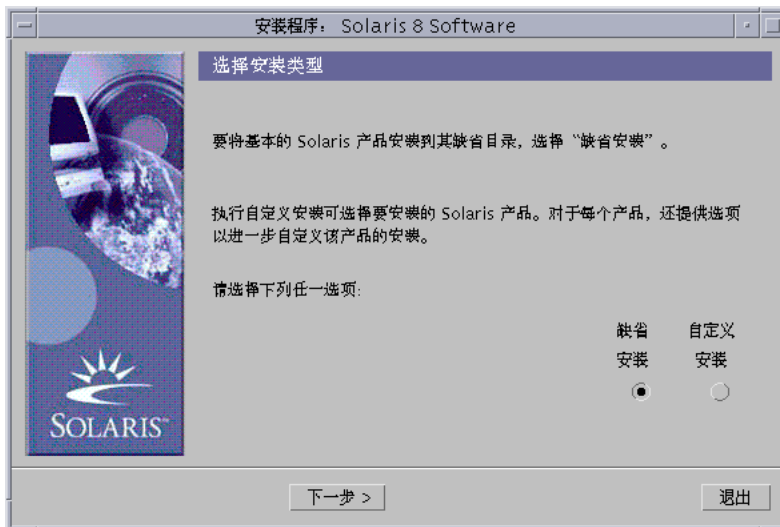 安装程序： Solaris 8 Software
选择安装类型
要将基本的 Solaris 产品安装到其缺省目录，选择“缺省安装”。
执行自定义安装可选择要安装的 Solaris 产品。对于每个产品，还提供选项
以进一步自定义该产品的安装。
请选择下列任一选项:
缺省 自定义
安装 安装
SOLARIS™
下一步 >
退出